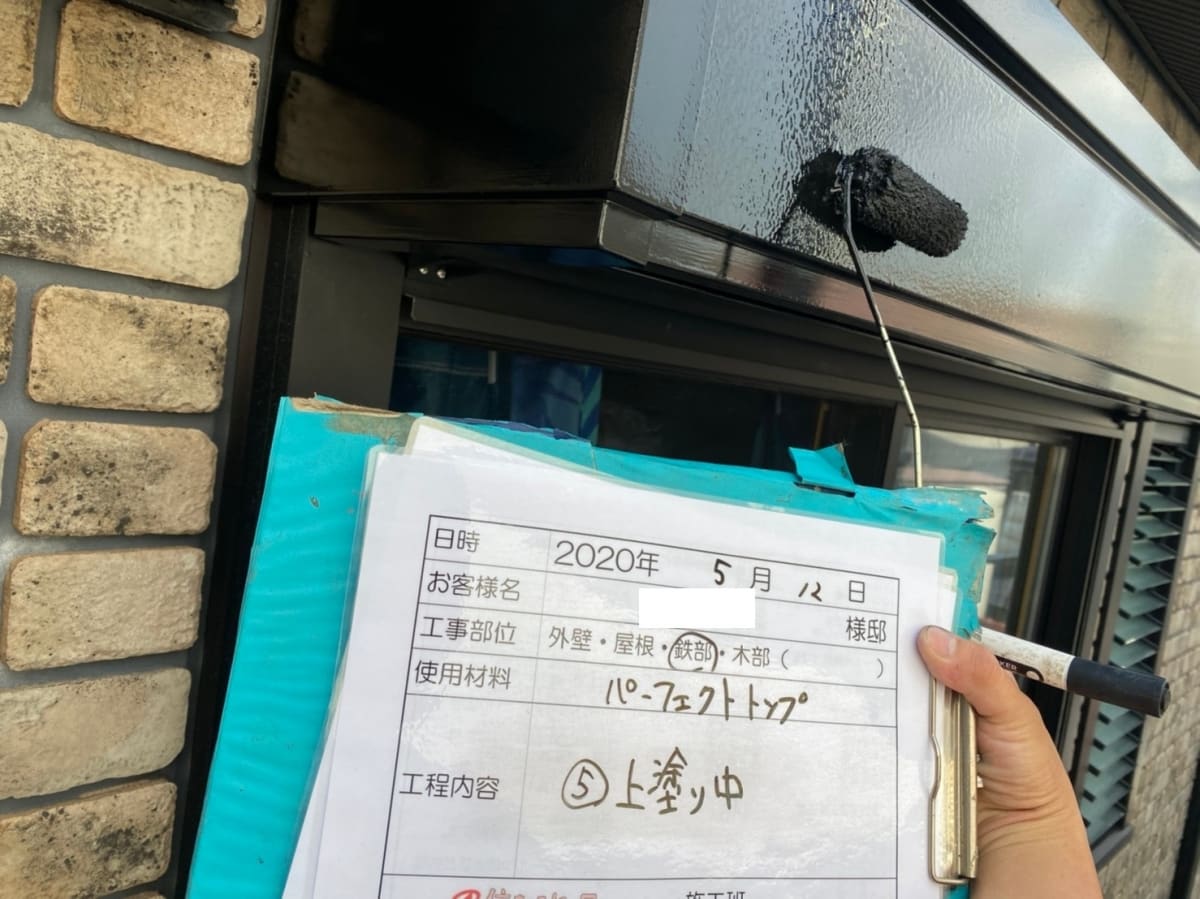 日時 2020年 5月 12日
お客様名 様邸
工事部位 外壁・屋根・鉄部・木部( )
使用材料 パーフェクトトップ
工程内容 ⑤上塗り中
施工班